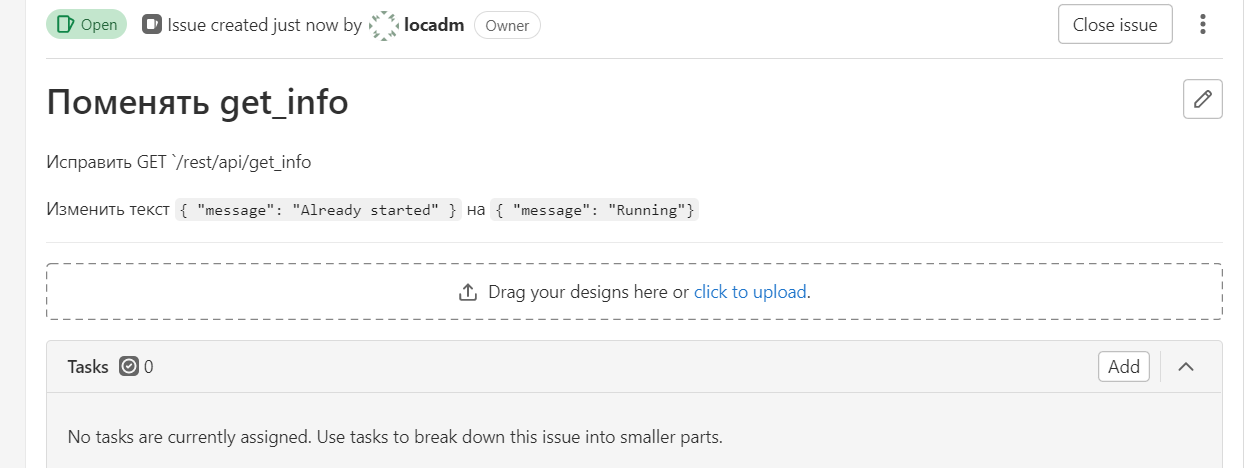 Open Issue created just now by locadm Owner Close issue
Поменять get_info
Исправить GET `/rest/api/get_info
Изменить текст { "message": "Already started" } на { "message": "Running"}
Drag your designs here or click to upload.
Tasks 0 Add
No tasks are currently assigned. Use tasks to break down this issue into smaller parts.